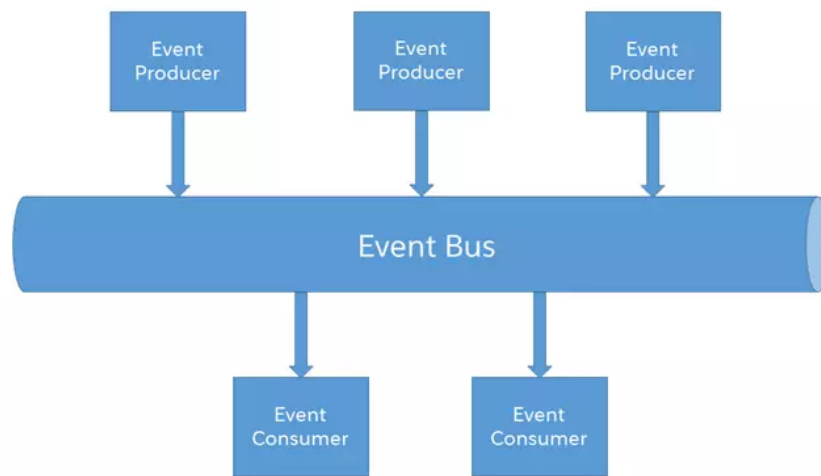 Event
Producer
Event
Producer
Event
Producer
Event Bus
Event
Consumer
Event
Consumer